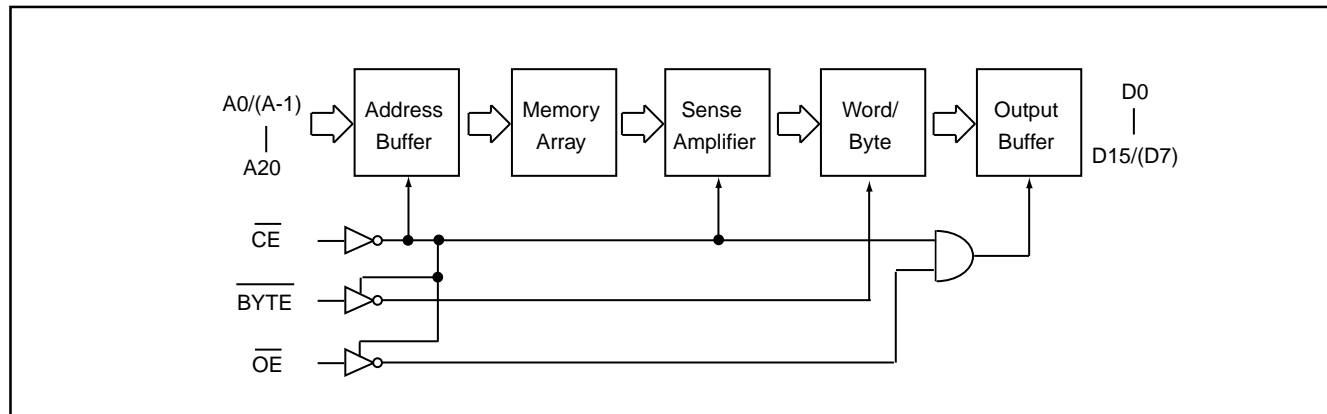 A0/(A-1)
A20
Address
Buffer
Memory
Array
Sense
Amplifier
Word/
Byte
Output
Buffer
D0
D15/(D7)
CE
BYTE
OE